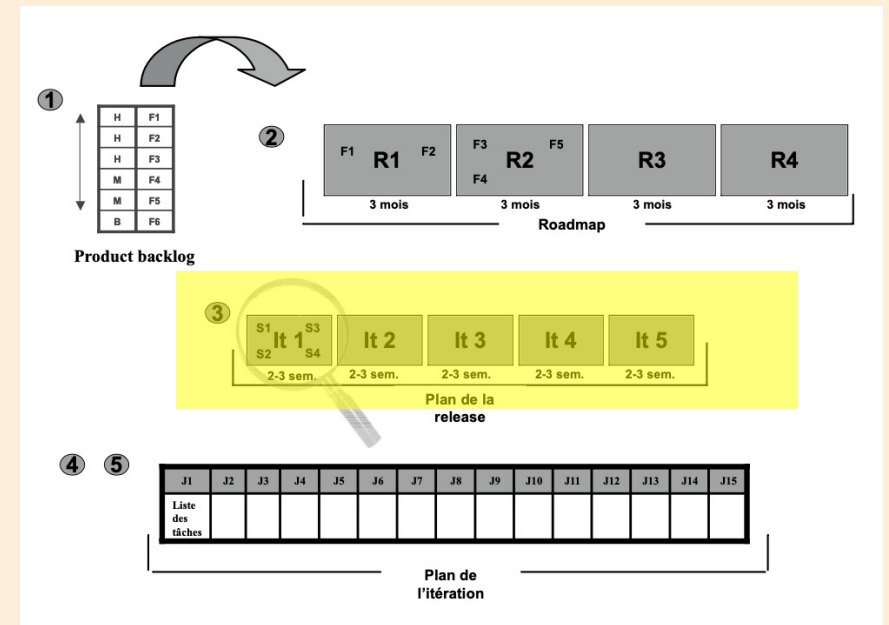 1
H F1
H F2
H F3
M F4
M F5
B F6
Product backlog
2
F1 R1 F2
F3 R2 F5
F4
R3
R4
3 mois 3 mois 3 mois 3 mois
Roadmap
3
S1 It 1 S3
S2 S4
It 2
It 3
It 4
It 5
2-3 sem. 2-3 sem. 2-3 sem. 2-3 sem. 2-3 sem.
Plan de la
release
4 5
J1 J2 J3 J4 J5 J6 J7 J8 J9 J10 J11 J12 J13 J14 J15
Liste
des
tâches
Plan de
l'itération